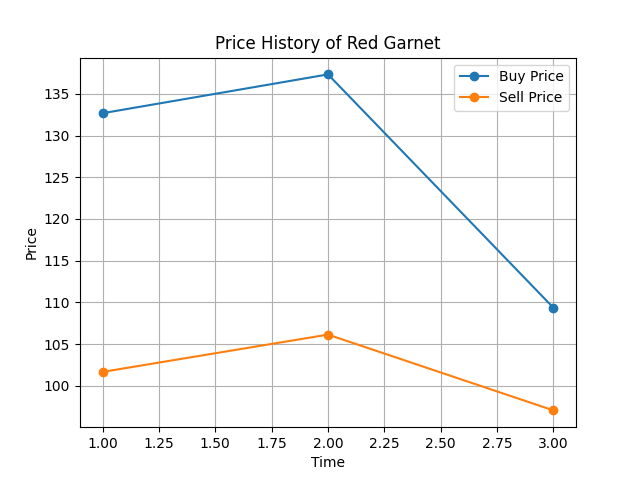 Price History of Red Garnet
Buy Price
Sell Price
135
130
125
120
115
110
105
100
Price
1.00 1.25 1.50 1.75 2.00 2.25 2.50 2.75 3.00
Time